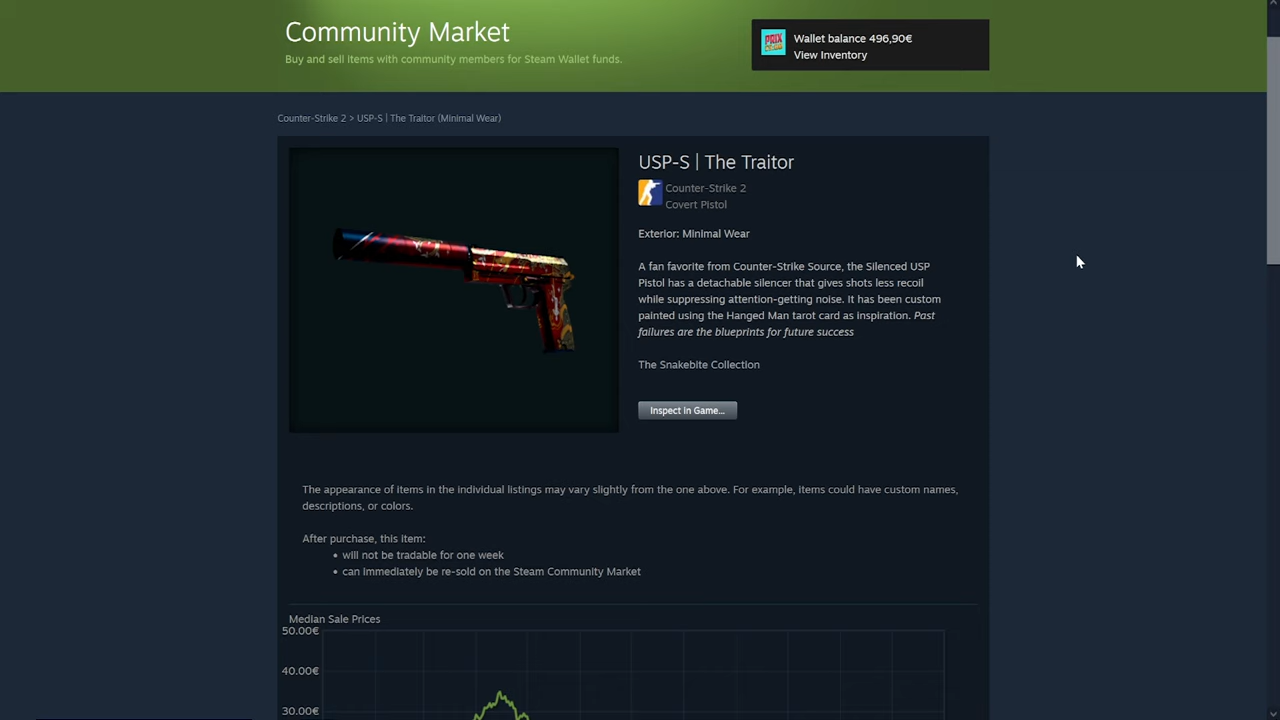 Community Market
Buy and sell items with community members for Steam Wallet funds.
Wallet balance 496,90€
View Inventory
Counter-Strike 2 > USP-S | The Traitor (Minimal Wear)
USP-S | The Traitor
Counter-Strike 2
Covert Pistol
Exterior: Minimal Wear
A fan favorite from Counter-Strike Source, the Silenced USP
Pistol has a detachable silencer that gives shots less recoil
while suppressing attention-getting noise. It has been custom
painted using the Hanged Man tarot card as inspiration. Past
failures are the blueprints for future success
The Snakebite Collection
Inspect in Game...
The appearance of items in the individual listings may vary slightly from the one above. For example, items could have custom names,
descriptions, or colors.
After purchase, this item:
• will not be tradable for one week
• can immediately be re-sold on the Steam Community Market
Median Sale Prices
50.00€
40.00€
30.00€